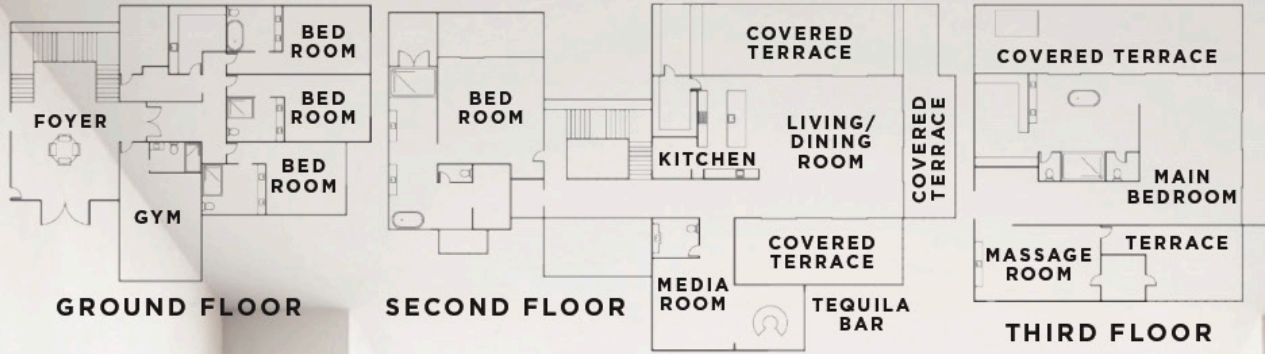 BED
ROOM
BED
ROOM
FOYER
BED
ROOM
GYM
GROUND FLOOR
COVERED
TERRACE
BED
ROOM
LIVING/
DINING
ROOM
KITCHEN
COVERED
TERRACE
COVERED
TERRACE
MEDIA
ROOM
TEQUILA
BAR
SECOND FLOOR
COVERED TERRACE
MAIN
BEDROOM
MASSAGE
ROOM
TERRACE
THIRD FLOOR